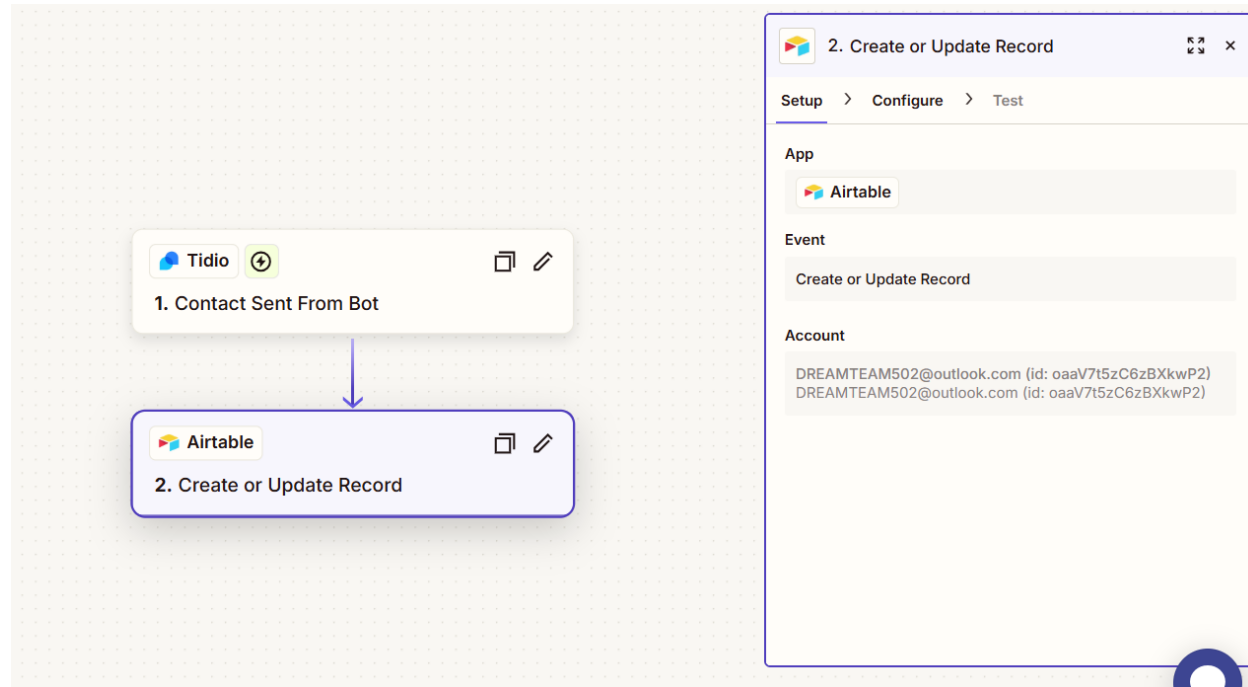 Tidio
1. Contact Sent From Bot
Airtable
2. Create or Update Record
2. Create or Update Record
Setup > Configure > Test
App
Airtable
Event
Create or Update Record
Account
DREAMTEAM502@outlook.com (id: oaaV7t5zC6zBXkwP2)
DREAMTEAM502@outlook.com (id: oaaV7t5zC6zBXkwP2)